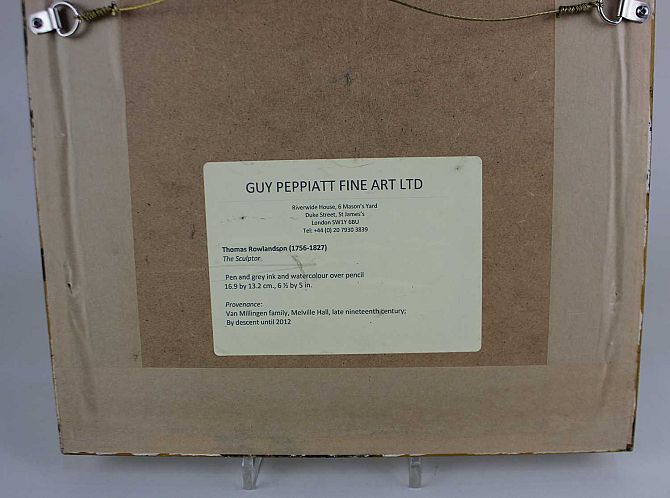 GUY PEPPIATT FINE ART LTD
Riverwide House, 6 Mason's Yard
Duke Street, St James's
London SW1Y 6BU
Tel: +44 (0) 20 7930 3839
Thomas Rowlandspn (1756-1827)
The Sculptor
Pen and grey ink and watercolour over pencil
16.9 by 13.2 cm., 6 ½ by 5 in.
Provenance:
Van Millingen family, Melville Hall, late nineteenth century;
By descent until 2012